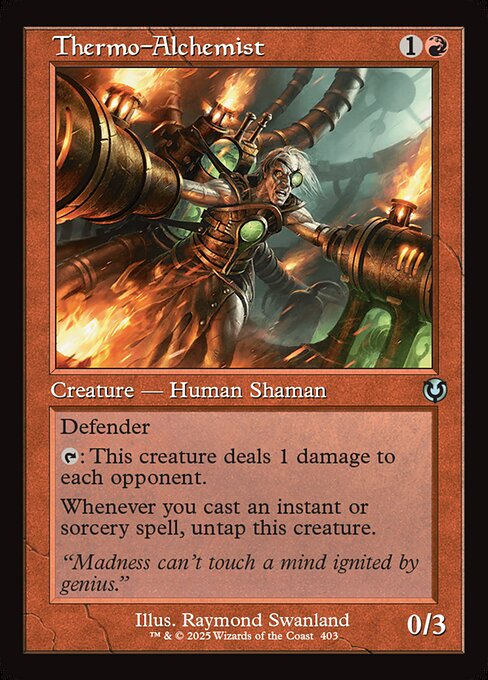 Thermo-Alchemist 1
Creature — Human Shaman
Defender
: This creature deals 1 damage to
each opponent.
Whenever you cast an instant or
sorcery spell, untap this creature.
“Madness can’t touch a mind ignited by
genius.”
Illus. Raymond Swanland
™ & © 2025 Wizards of the Coast 403
0/3